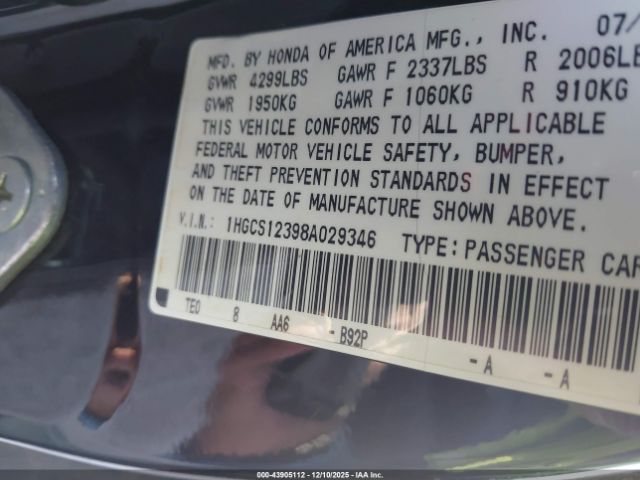 MFD. BY HONDA OF AMERICA MFG., INC. 07/
GVWR 4299LBS GAWR F 2337LBS R 2006LB
GVWR 1950KG GAWR F 1060KG R 910KG
THIS VEHICLE CONFORMS TO ALL APPLICABLE
FEDERAL MOTOR VEHICLE SAFETY, BUMPER,
AND THEFT PREVENTION STANDARDS IN EFFECT
ON THE DATE OF MANUFACTURE SHOWN ABOVE.
V.I.N: 1HGCS12398A029346 TYPE:PASSENGER CAR
TE0 8 AA6 - B92P -A -A
000-43905112 - 12/10/2025 - IAAI.com